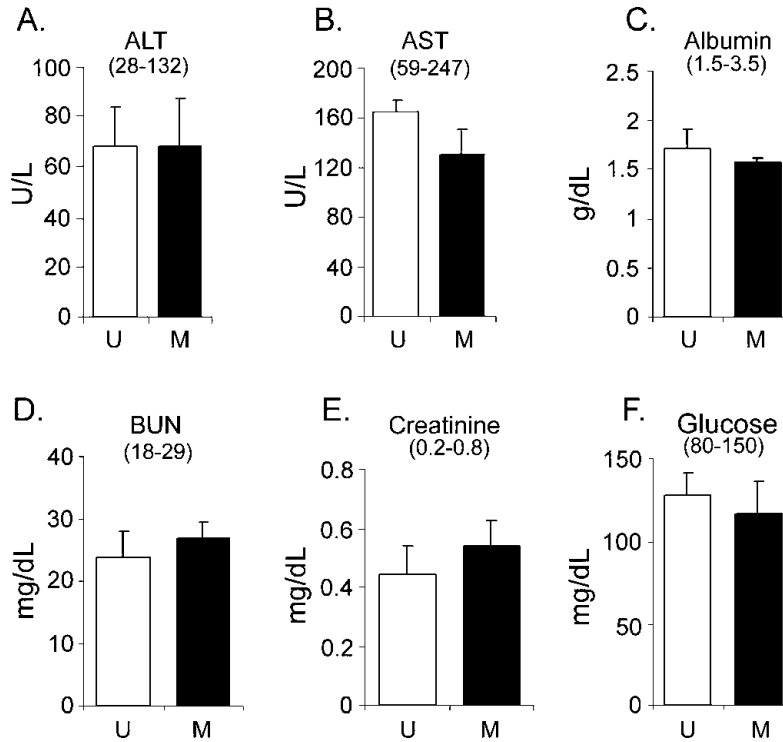 A.
ALT
(28-132)
100
80
60
40
20
0
U/L
U M
B.
AST
(59-247)
200
160
120
80
40
0
U/L
U M
C.
Albumin
(1.5-3.5)
2.5
2
1.5
1
0.5
0
g/dL
U M
D.
BUN
(18-29)
40
30
20
10
0
mg/dL
U M
E.
Creatinine
(0.2-0.8)
0.8
0.6
0.4
0.2
0
mg/dL
U M
F.
Glucose
(80-150)
150
100
50
0
mg/dL
U M